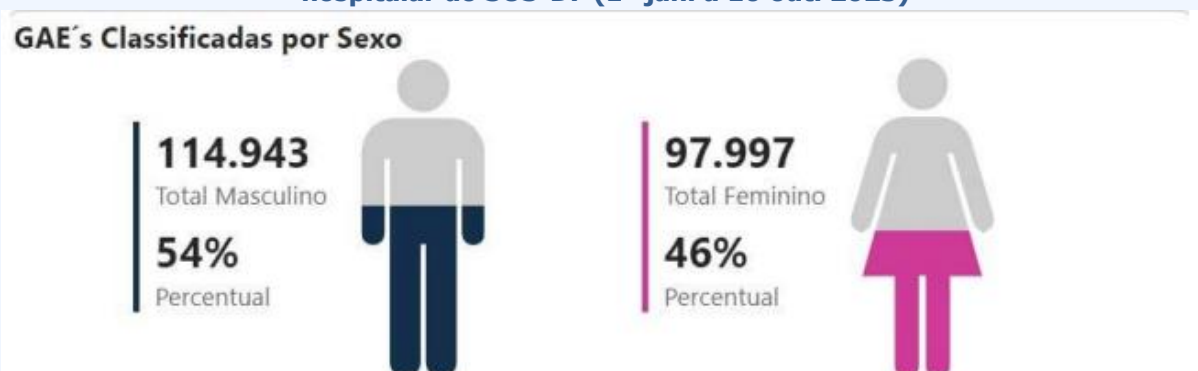 GAE´s Classificadas por Sexo
114.943
Total Masculino
54%
Percentual
97.997
Total Feminino
46%
Percentual